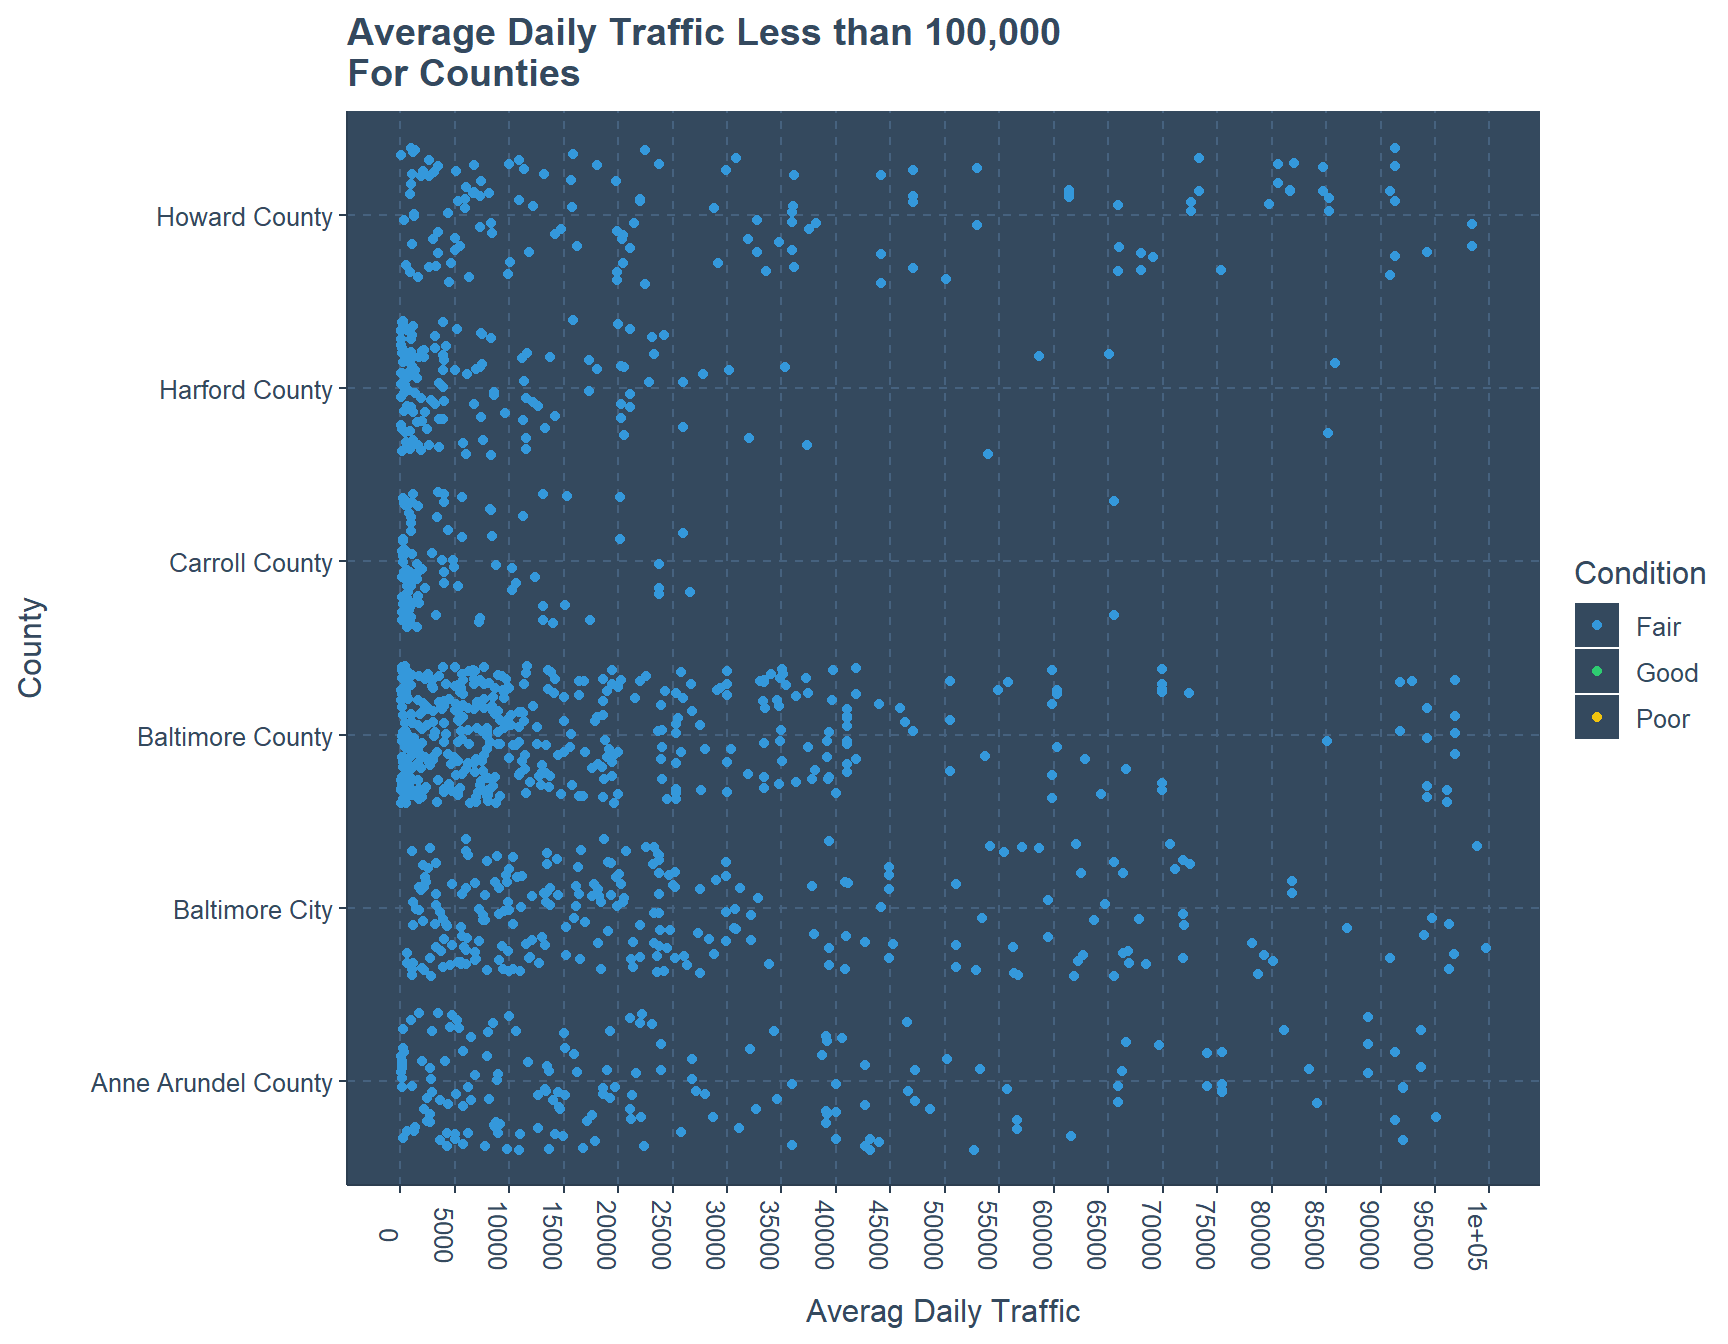 Average Daily Traffic Less than 100,000
For Counties
County
Howard County
Harford County
Carroll County
Baltimore County
Baltimore City
Anne Arundel County
0
5000
10000
15000
20000
25000
30000
35000
40000
45000
50000
55000
60000
65000
70000
75000
80000
85000
90000
95000
1e+05
Averag Daily Traffic
Condition
Fair
Good
Poor